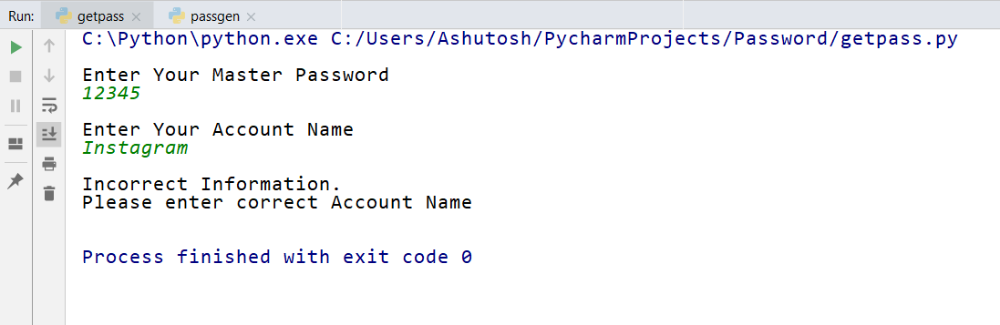 Run: getpass passgen
C:\Python\python.exe C:/Users/Ashutosh/PycharmProjects/Password/getpass.py
Enter Your Master Password
12345
Enter Your Account Name
Instagram
Incorrect Information.
Please enter correct Account Name
Process finished with exit code 0